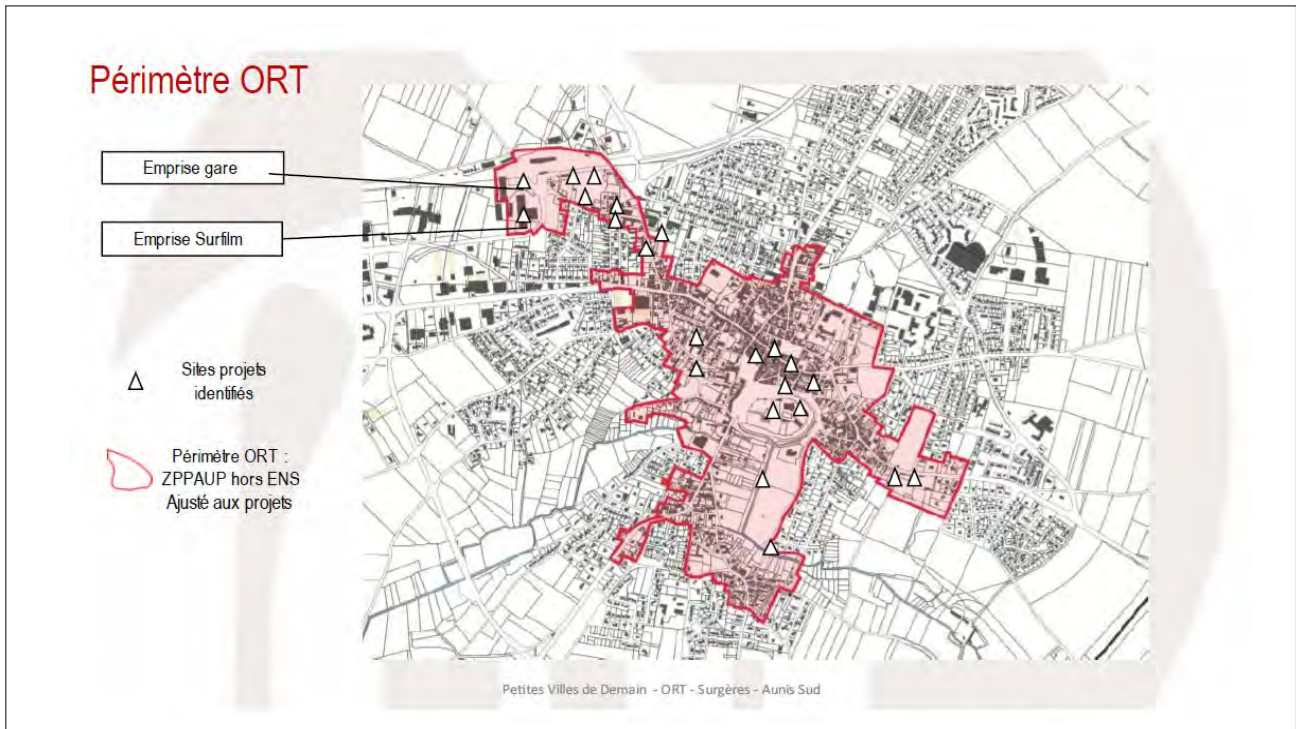 Périmètre ORT
Emprise gare
Emprise Surfilm
Sites projets
identifiés
Périmètre ORT :
ZPPAUP hors ENS
Ajusté aux projets
Petites Villes de Demain - ORT - Surgères - Aunis Sud